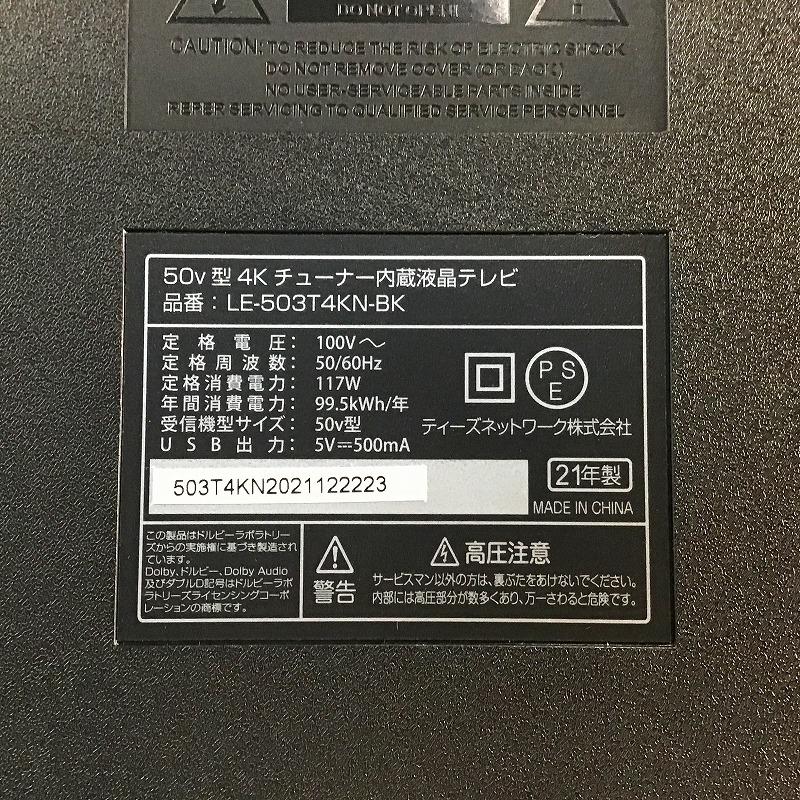 DO NOT OPEN!
CAUTION: TO REDUCE THE RISK OF ELECTRIC SHOCK
DO NOT REMOVE COVER (OR BACK)
NO USER-SERVICEABLE PARTS INSIDE
REFER SERVICING TO QUALIFIED SERVICE PERSONNEL
50v 型 4K チューナー内蔵液晶テレビ
品番：LE-503T4KN-BK
定格電圧：100V～
定格周波数：50/60Hz
定格消費電力：117W
年間消費電力：99.5kWh/年
受信機型サイズ：50v型
USB出力：5V⎓500mA
PSE
ティーズネットワーク株式会社
503T4KN2021122223
21年製
MADE IN CHINA
この製品はドルビーラボラトリー
ズからの実施権に基づき製造され
ています。
Dolby、ドルビー、Dolby Audio
及びダブルD記号はドルビーラボ
ラトリーズライセンシングコーポ
レーションの商標です。
警告
高圧注意
サービスマン以外の方は、裏ぶたをあけないでください。
内部には高圧部分が数多くあり、万一さわると危険です。